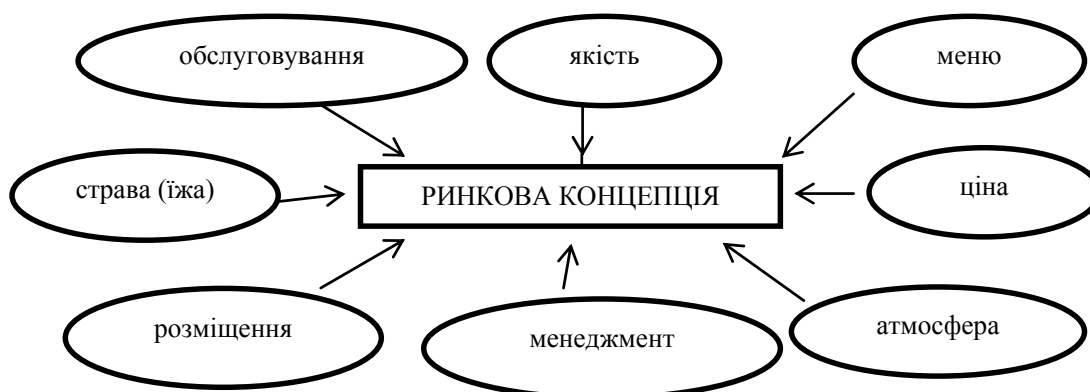 обслуговування
якість
меню
страва (їжа)
РИНКОВА КОНЦЕПЦІЯ
ціна
розміщення
менеджмент
атмосфера